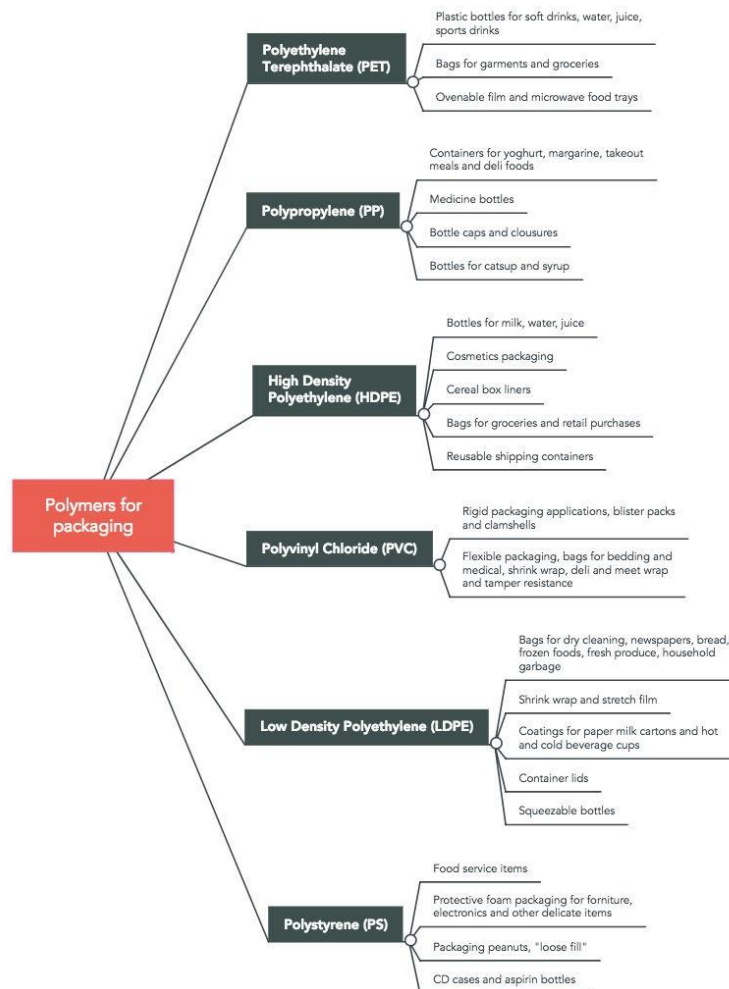 Polymers for
packaging
Polyethylene
Terephthalate (PET)
Plastic bottles for soft drinks, water, juice,
sports drinks
Bags for garments and groceries
Ovenable film and microwave food trays
Polypropylene (PP)
Containers for yoghurt, margarine, takeout
meals and deli foods
Medicine bottles
Bottle caps and clousures
Bottles for catsup and syrup
High Density
Polyethylene (HDPE)
Bottles for milk, water, juice
Cosmetics packaging
Cereal box liners
Bags for groceries and retail purchases
Reusable shipping containers
Polyvinyl Chloride (PVC)
Rigid packaging applications, blister packs
and clamshells
Flexible packaging, bags for bedding and
medical, shrink wrap, deli and meet wrap
and tamper resistance
Low Density Polyethylene (LDPE)
Bags for dry cleaning, newspapers, bread,
frozen foods, fresh produce, household
garbage
Shrink wrap and stretch film
Coatings for paper milk cartons and hot
and cold beverage cups
Container lids
Squeezable bottles
Polystyrene (PS)
Food service items
Protective foam packaging for forniture,
electronics and other delicate items
Packaging peanuts, "loose fill"
CD cases and aspirin bottles